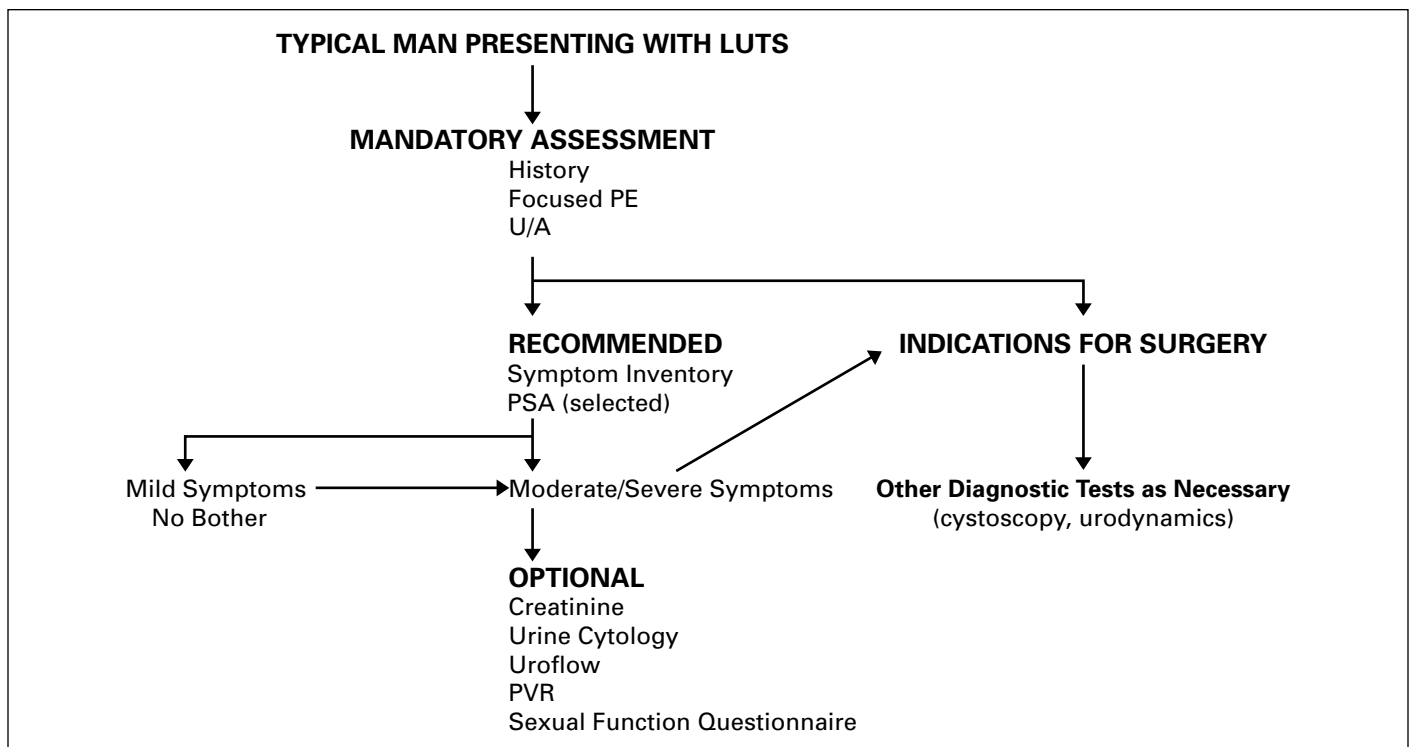 TYPICAL MAN PRESENTING WITH LUTS
MANDATORY ASSESSMENT
History
Focused PE
U/A
RECOMMENDED
Symptom Inventory
PSA (selected)
INDICATIONS FOR SURGERY
Mild Symptoms
No Bother
Moderate/Severe Symptoms
Other Diagnostic Tests as Necessary
(cystoscopy, urodynamics)
OPTIONAL
Creatinine
Urine Cytology
Uroflow
PVR
Sexual Function Questionnaire